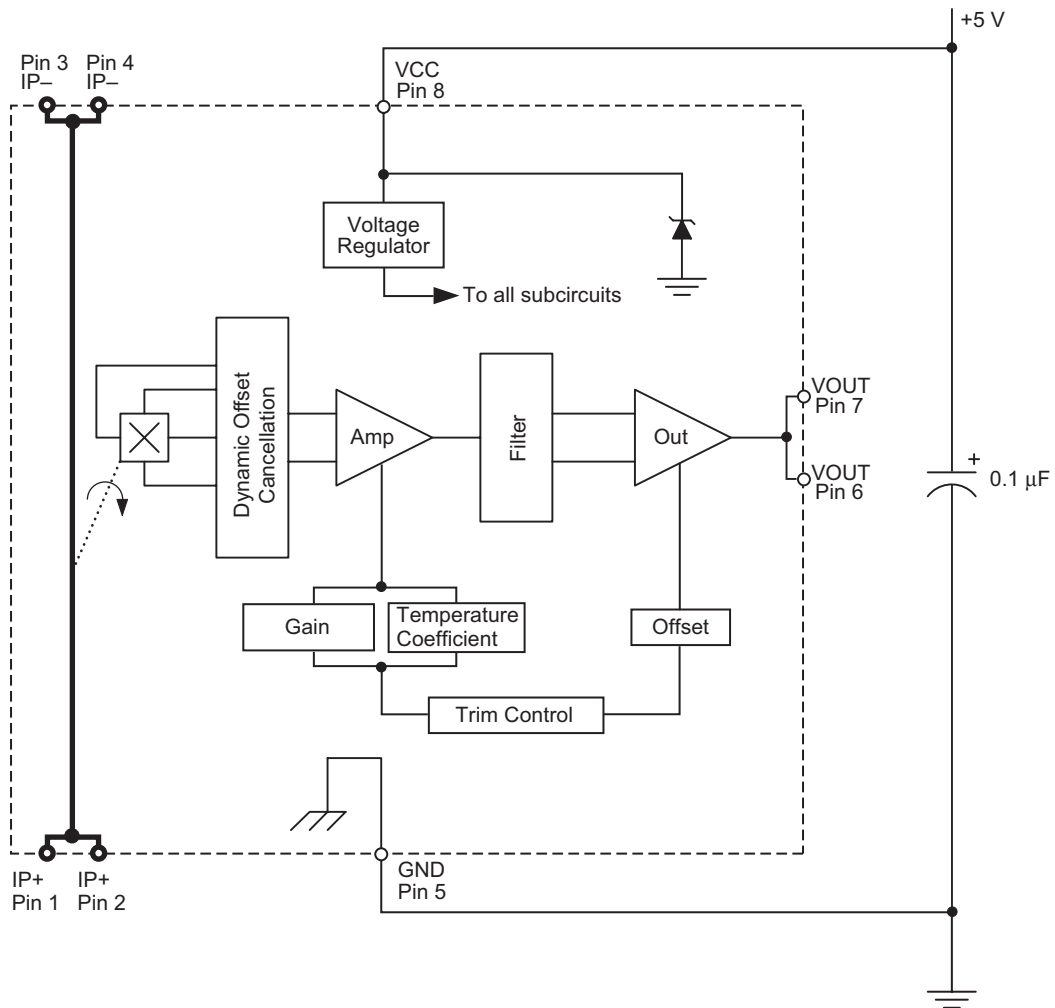 +5 V
Pin 3
IP–
Pin 4
IP–
VCC
Pin 8
Voltage
Regulator
To all subcircuits
Dynamic Offset
Cancellation
Amp
Filter
Out
VOUT
Pin 7
VOUT
Pin 6
+
0.1 μF
Gain
Temperature
Coefficient
Offset
Trim Control
IP+
Pin 1
IP+
Pin 2
GND
Pin 5